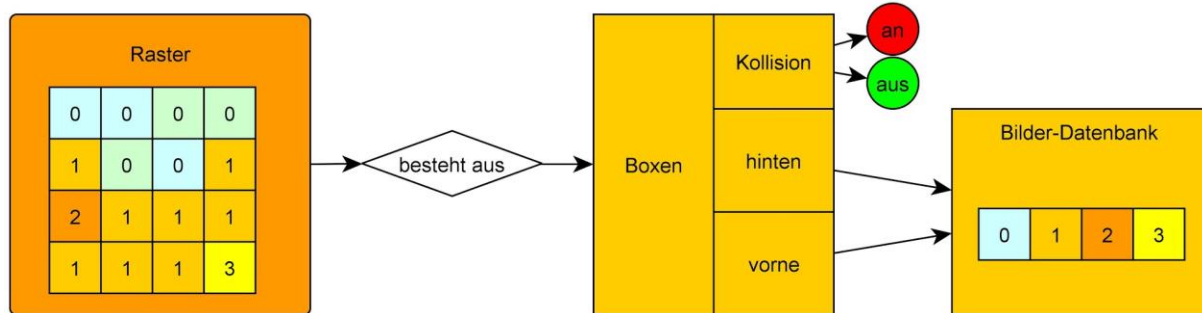 Raster
0 0 0 0
1 0 0 1
2 1 1 1
1 1 1 3
besteht aus
Boxen
Kollision
hinten
vorne
an
aus
Bilder-Datenbank
0 1 2 3